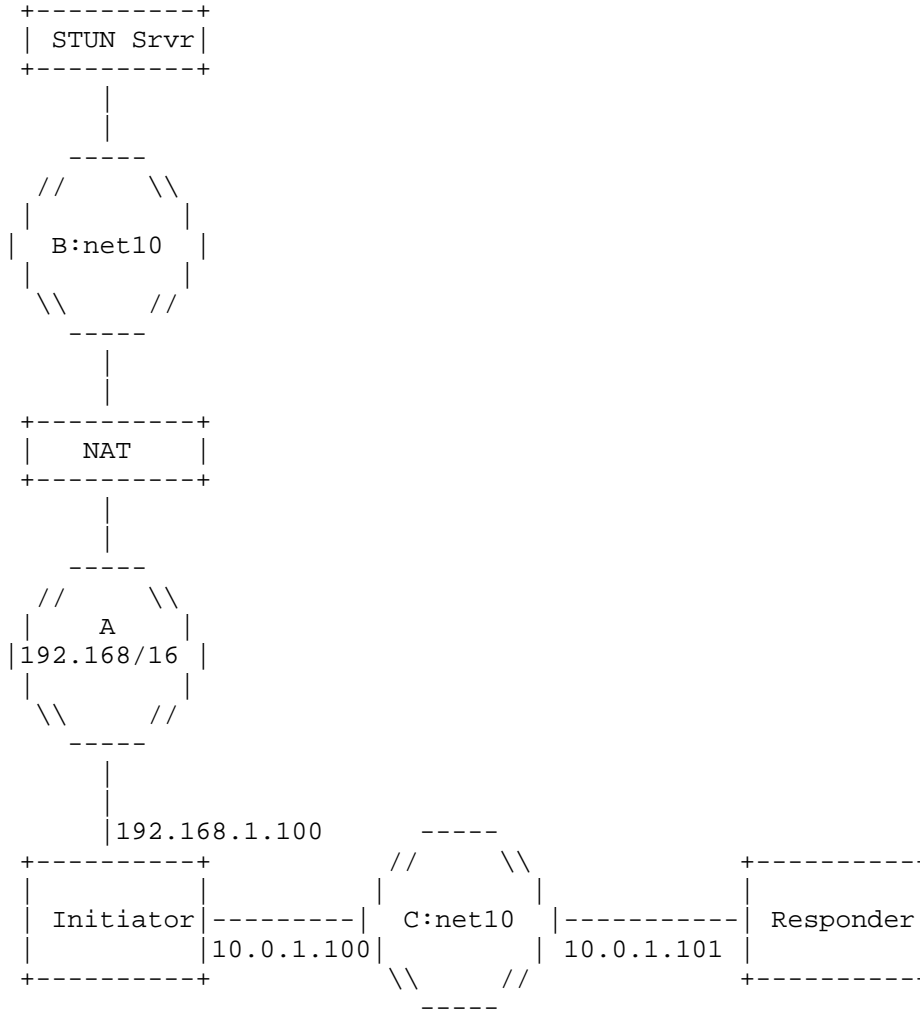 STUN Srvr
B:net10
NAT
A
192.168/16
192.168.1.100
Initiator C:net10 Responder
10.0.1.100 10.0.1.101